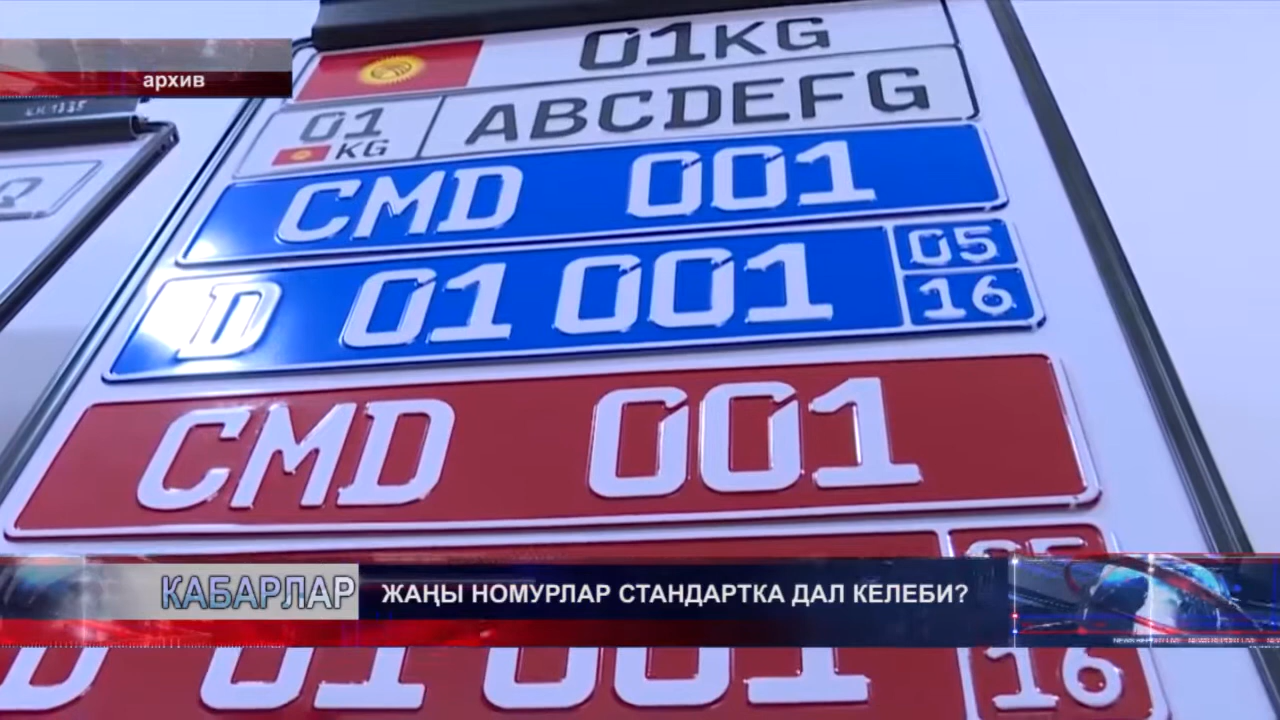 архив
01KG
01
KG
ABCDEFG
CMD 001
D 01 001
05
16
CMD 001
КАБАРЛАР
ЖАҢЫ НОМУРЛАР СТАНДАРТКА ДАЛ КЕЛЕБИ?
D 01 001
16